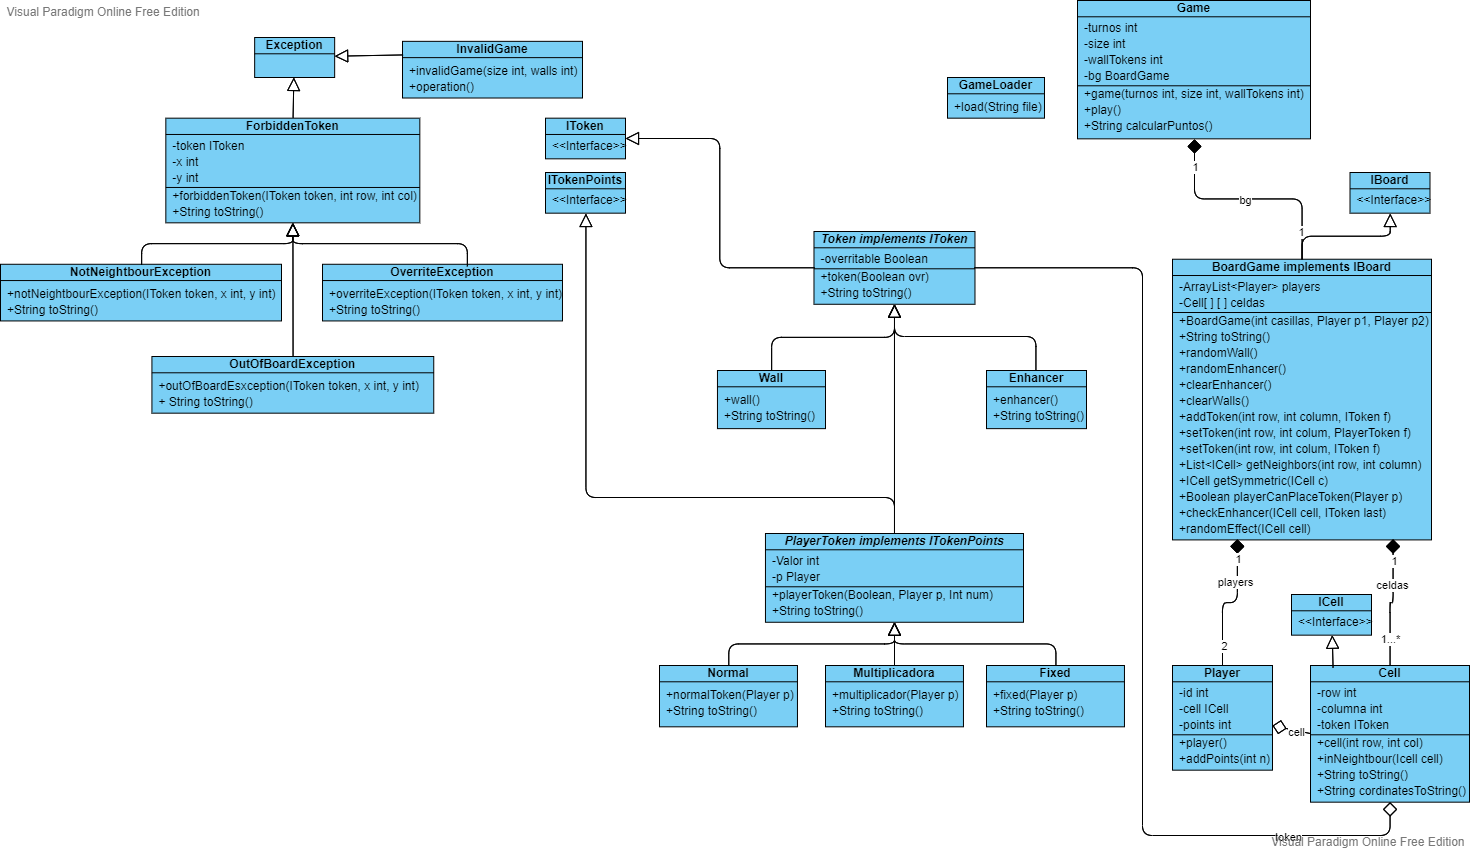 Visual Paradigm Online Free Edition
Exception
InvalidGame
+invalidGame(size int, walls int)
+operation()
ForbiddenToken
-token IToken
-x int
-y int
+forbiddenToken(IToken token, int row, int col)
+String toString()
NotNeightbourException
+notNeightbourException(IToken token, x int, y int)
+String toString()
OverriteException
+overriteException(IToken token, x int, y int)
+String toString()
OutOfBoardException
+outOfBoardEsxception(IToken token, x int, y int)
+ String toString()
IToken
<<Interface>>
ITokenPoints
<<Interface>>
Token implements IToken
-overritable Boolean
+token(Boolean ovr)
+String toString()
Wall
+wall()
+String toString()
Enhancer
+enhancer()
+String toString()
PlayerToken implements ITokenPoints
-Valor int
-p Player
+playerToken(Boolean, Player p, Int num)
+String toString()
Normal
+normalToken(Player p)
+String toString()
Multiplicadora
+multiplicador(Player p)
+String toString()
Fixed
+fixed(Player p)
+String toString()
GameLoader
+load(String file)
Game
-turnos int
-size int
-wallTokens int
-bg BoardGame
+game(turnos int, size int, wallTokens int)
+play()
+String calcularPuntos()
1
bg
1
IBoard
<<Interface>>
BoardGame implements IBoard
-ArrayList<Player> players
-Cell[ ] [ ] celdas
+BoardGame(int casillas, Player p1, Player p2)
+String toString()
+randomWall()
+randomEnhancer()
+clearEnhancer()
+clearWalls()
+addToken(int row, int column, IToken f)
+setToken(int row, int colum, PlayerToken f)
+setToken(int row, int colum, IToken f)
+List<ICell> getNeighbors(int row, int column)
+ICell getSymmetric(ICell c)
+Boolean playerCanPlaceToken(Player p)
+checkEnhancer(ICell cell, IToken last)
+randomEffect(ICell cell)
1
players
2
1
celdas
1...*
ICell
<<Interface>>
Player
-id int
-cell ICell
-points int
+player()
+addPoints(int n)
cell
Cell
-row int
-columna int
-token IToken
+cell(int row, int col)
+inNeightbour(Icell cell)
+String toString()
+String cordinatesToString()
token
Visual Paradigm Online Free Edition